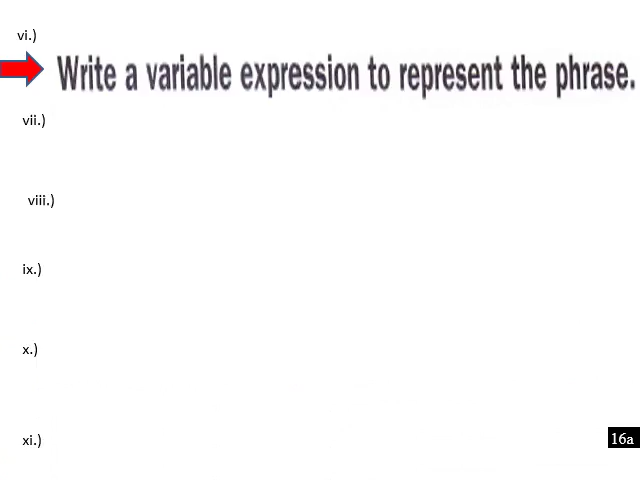 vi.)
Write a variable expression to represent the phrase.
vii.)
viii.)
ix.)
x.)
xi.)
16a